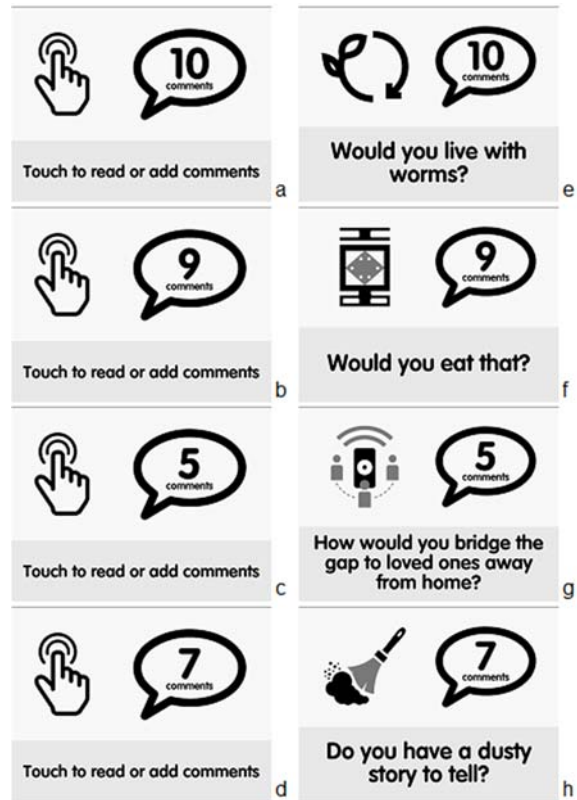 10
comments
Touch to read or add comments
a
10
comments
Would you live with
worms?
e
9
comments
Touch to read or add comments
b
9
comments
Would you eat that?
f
5
comments
Touch to read or add comments
c
5
comments
How would you bridge the
gap to loved ones away
from home?
g
7
comments
Touch to read or add comments
d
7
comments
Do you have a dusty
story to tell?
h